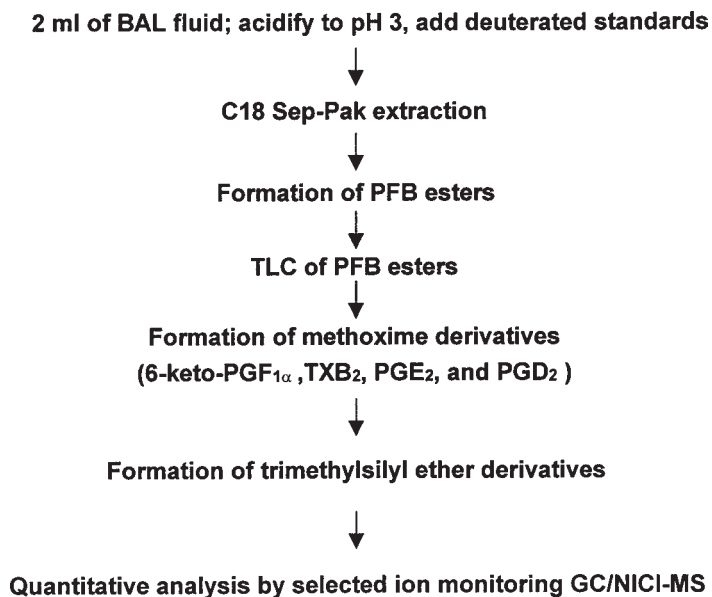 2 ml of BAL fluid; acidify to pH 3, add deuterated standards
C18 Sep-Pak extraction
Formation of PFB esters
TLC of PFB esters
Formation of methoxime derivatives
(6-keto-PGF1α ,TXB2, PGE2, and PGD2 )
Formation of trimethylsilyl ether derivatives
Quantitative analysis by selected ion monitoring GC/NICI-MS